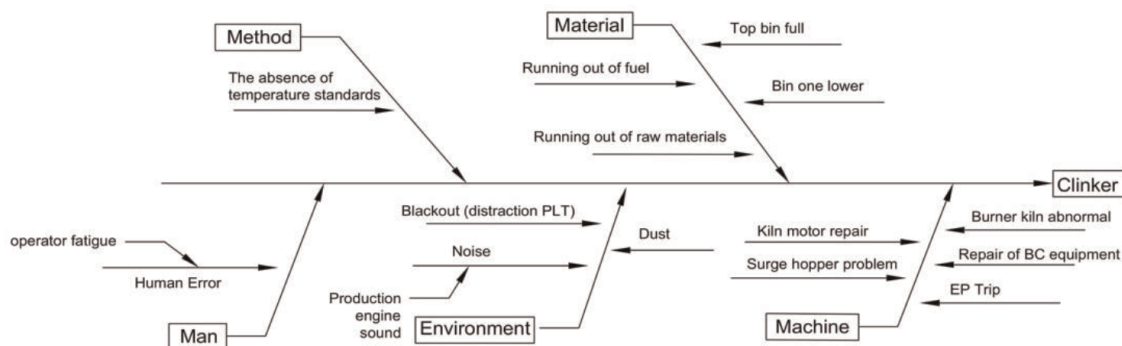 Method
Material
Top bin full
Running out of fuel
The absence of
temperature standards
Bin one lower
Running out of raw materials
Clinker
Blackout (distraction PLT)
Burner kiln abnormal
operator fatigue
Dust
Kiln motor repair
Noise
Repair of BC equipment
Human Error
Surge hopper problem
Production
engine
sound
EP Trip
Man
Environment
Machine